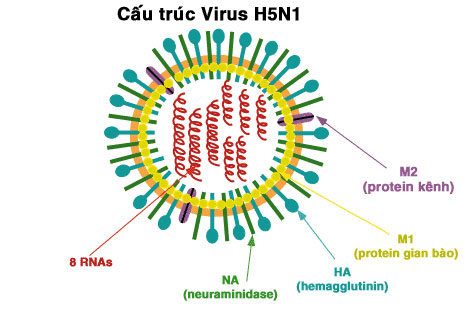 Cấu trúc Virus H5N1
M2
(protein kênh)
M1
(protein gian bào)
HA
(hemagglutinin)
NA
(neuraminidase)
8 RNAs